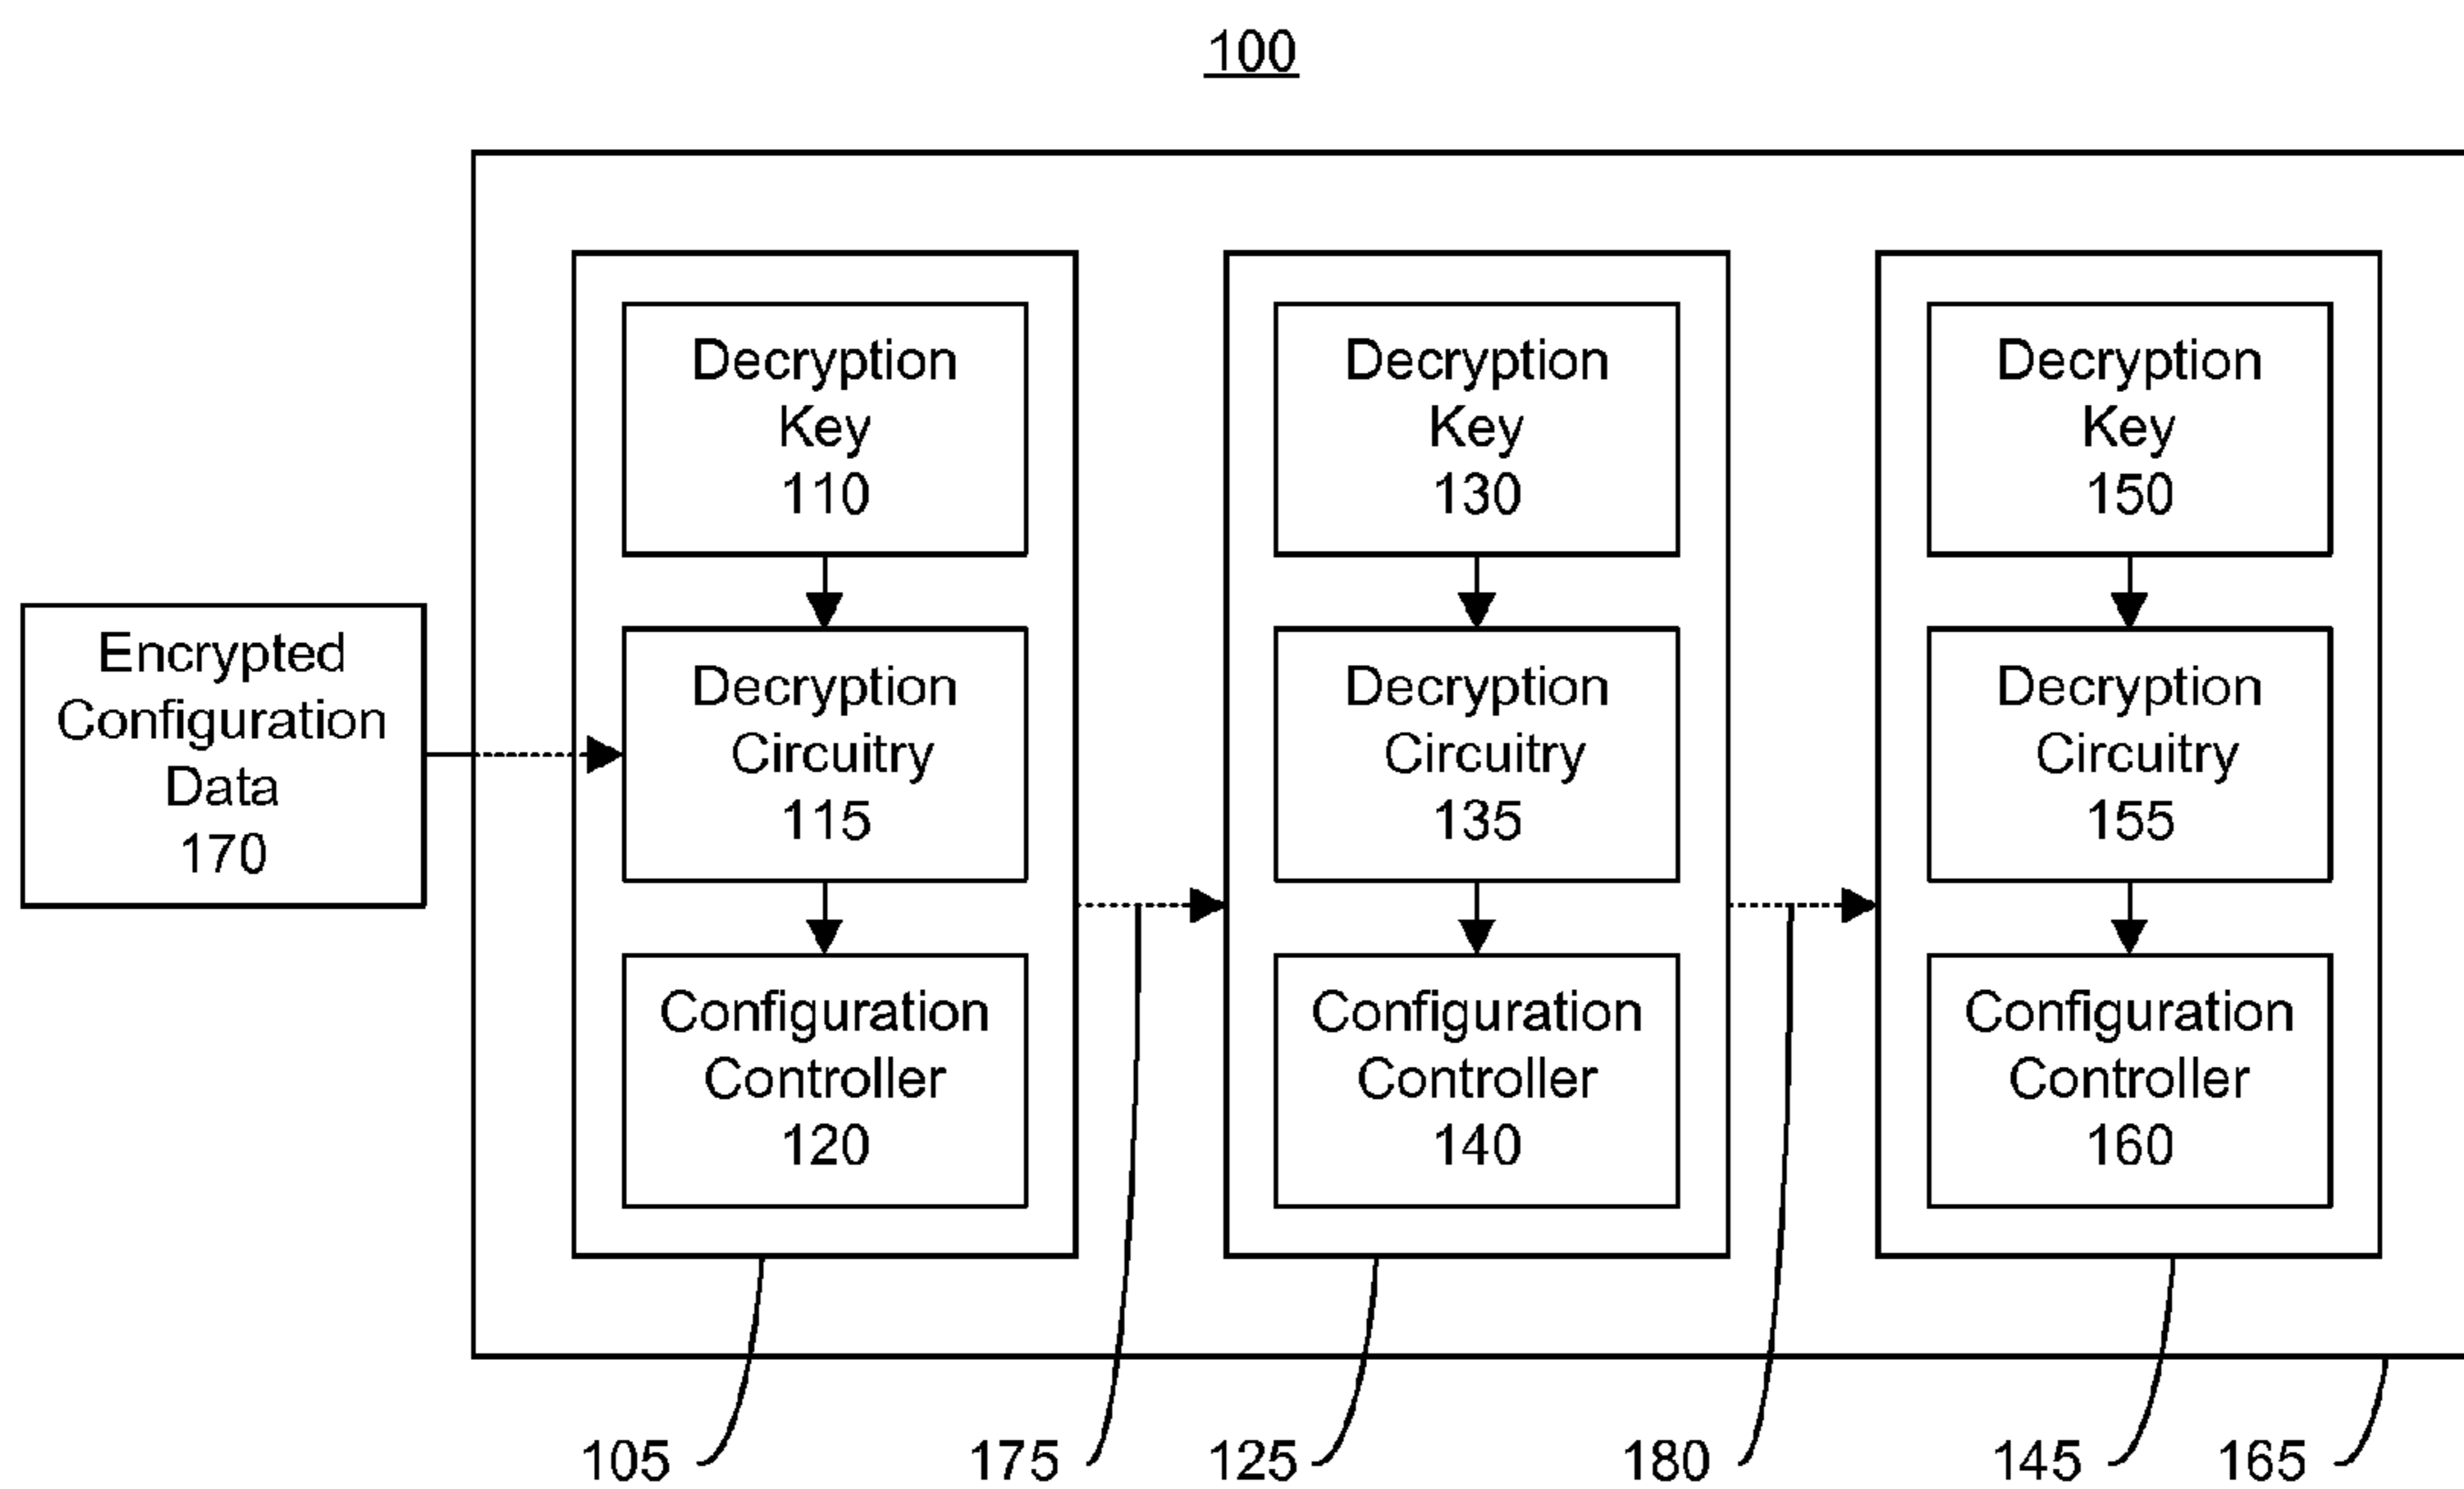 100
Encrypted
Configuration
Data
170
Decryption
Key
110
Decryption
Circuitry
115
Configuration
Controller
120
Decryption
Key
130
Decryption
Circuitry
135
Configuration
Controller
140
Decryption
Key
150
Decryption
Circuitry
155
Configuration
Controller
160
105
175
125
180
145
165